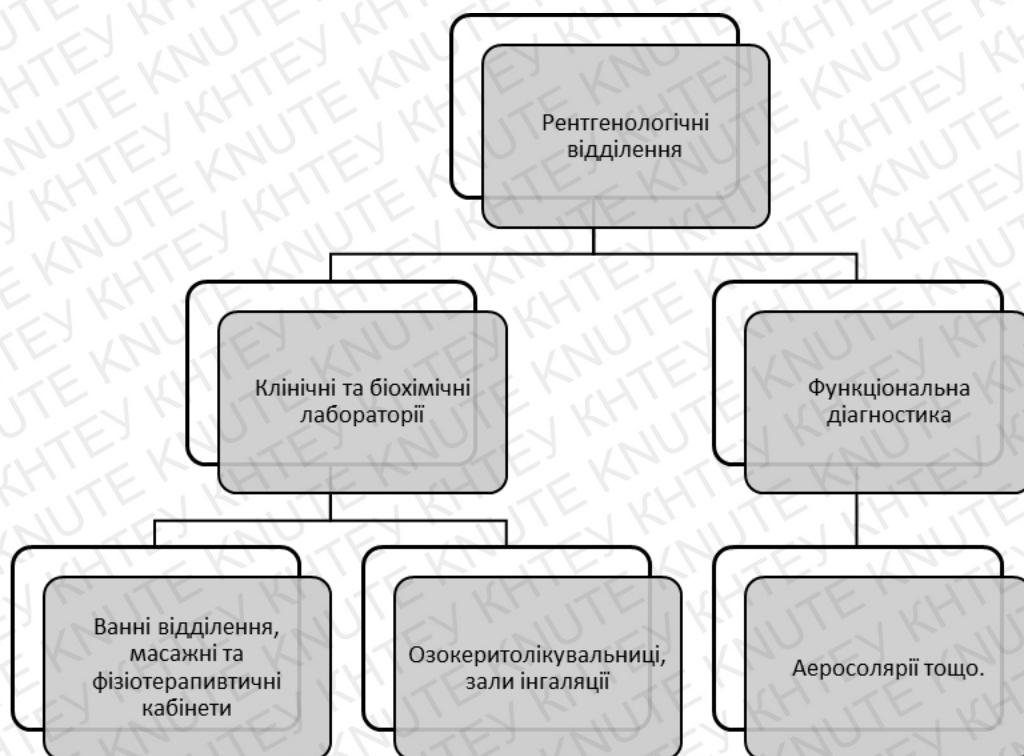 Рентгенологічні
відділення
Клінічні та біохімічні
лабораторії
Функціональна
діагностика
Ванні відділення,
масажні та
фізіотерапивтичні
кабінети
Озокеритолікувальниці,
зали інгаляції
Аеросолярії тощо.